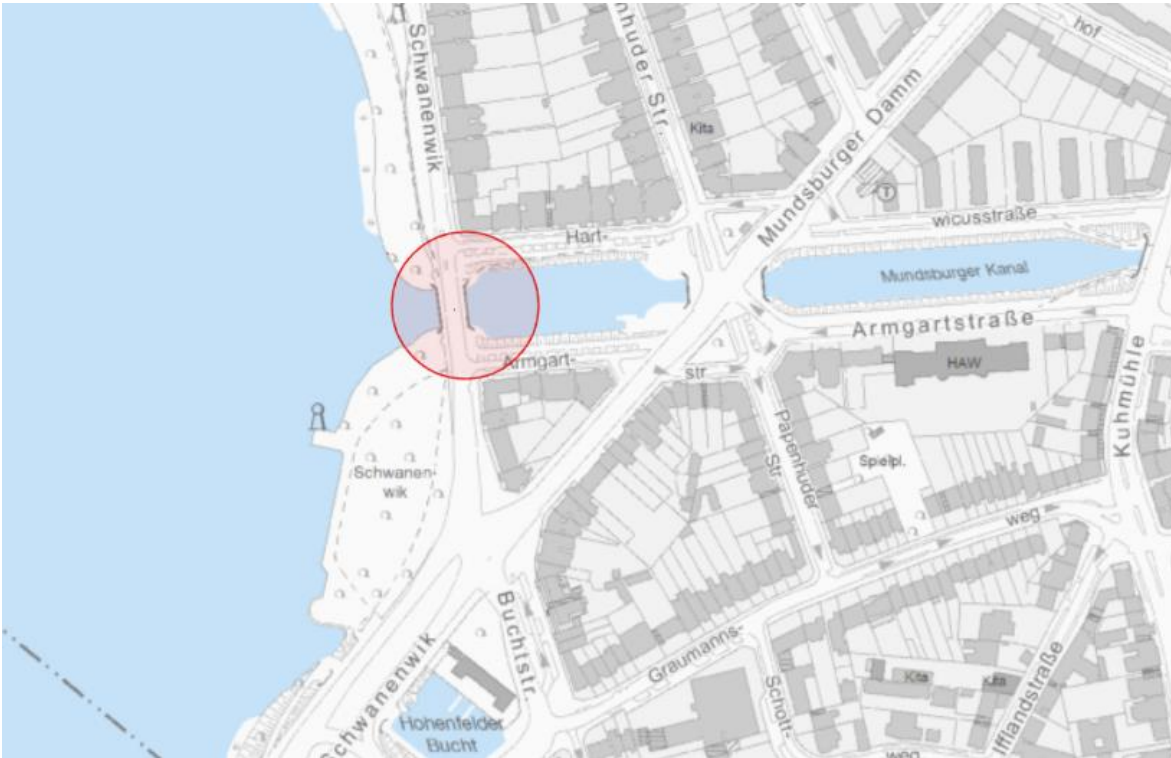 Schwanenwik
nhuder Str.
hof
Kita
Mundsburger Damm
T
wicusstraße
Hart-
Mundsburger Kanal
Armgartstraße
Armgart-
str
HAW
Kuhmühle
Papenhuder
Str
Spielpl.
Schwanen-
wik
weg
Buchtstr.
Graumanns-
Schwanenwik
Hohenfelder
Bucht
Schott-
weg
Kita
Kita
Ifflandstraße